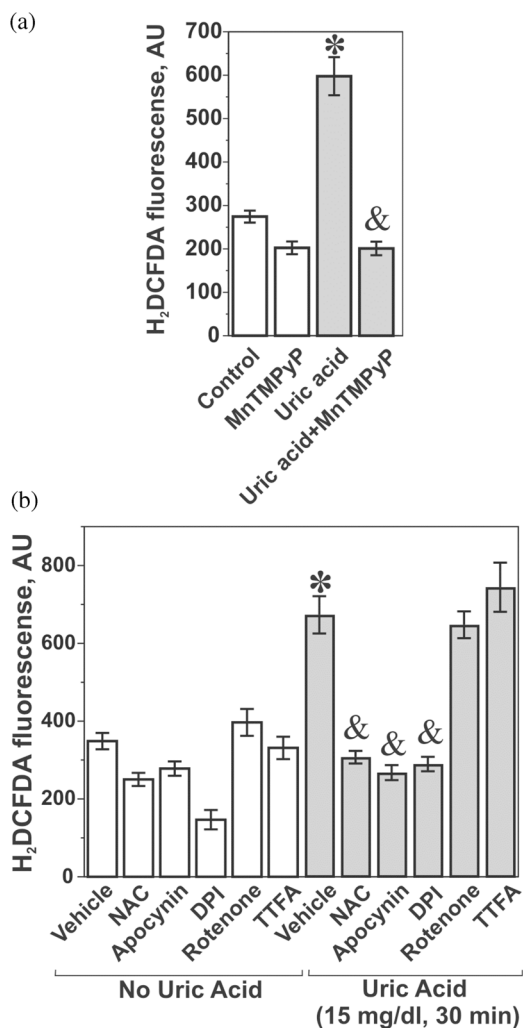 (a)
H₂DCFDA fluorescense, AU
700
600
500
400
300
200
100
0
*
&
Control
MnTMPyP
Uric acid
Uric acid+MnTMPyP
(b)
H₂DCFDA fluorescense, AU
800
600
400
200
0
*
& & &
Vehicle NAC Apocynin DPI Rotenone TTFA Vehicle NAC Apocynin DPI Rotenone TTFA
No Uric Acid Uric Acid
(15 mg/dl, 30 min)